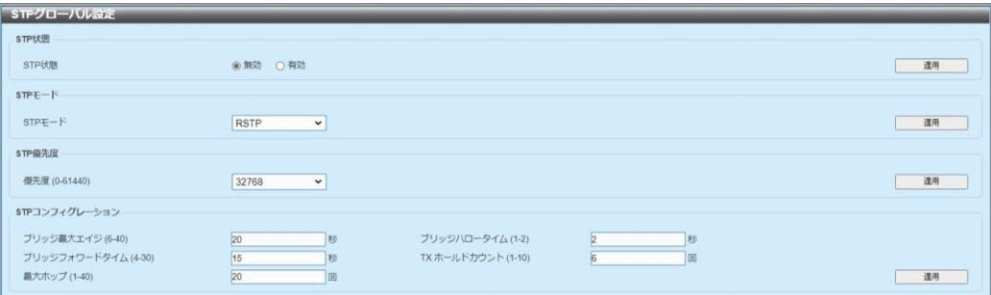 STPグローバル設定
STP状態
STP状態 無効 有効 適用
STPモード
STPモード RSTP 適用
STP優先度
優先度 (0-61440) 32768 適用
STPコンフィグレーション
ブリッジ最大エイジ (6-40) 20 秒 ブリッジハロータイム (1-2) 2 秒
ブリッジフォワードタイム (4-30) 15 秒 TX ホールドカウント (1-10) 6 回
最大ホップ (1-40) 20 回 適用